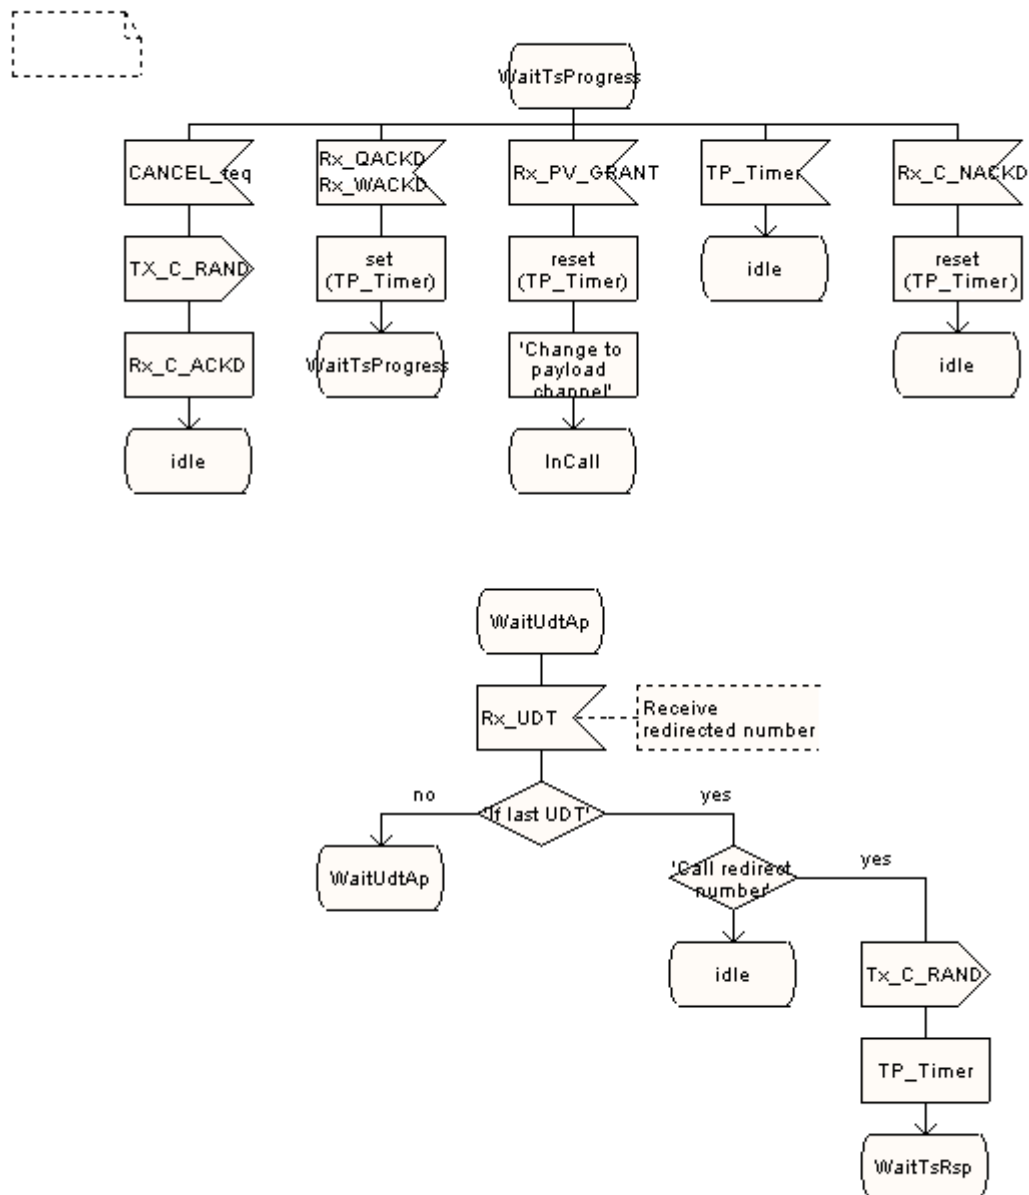 WaitTsProgress
CANCEL_req
Rx_QACKD
Rx_WACKD
Rx_PV_GRANT
TP_Timer
Rx_C_NACKD
TX_C_RAND
set
(TP_Timer)
reset
(TP_Timer)
idle
reset
(TP_Timer)
Rx_C_ACKD
WaitTsProgress
'Change to
payload
channel'
idle
idle
InCall
WaitUdtAp
Rx_UDT
Receive
redirected number
no
'If last UDT'
yes
WaitUdtAp
'Call redirect
number'
yes
idle
Tx_C_RAND
TP_Timer
WaitTsRsp